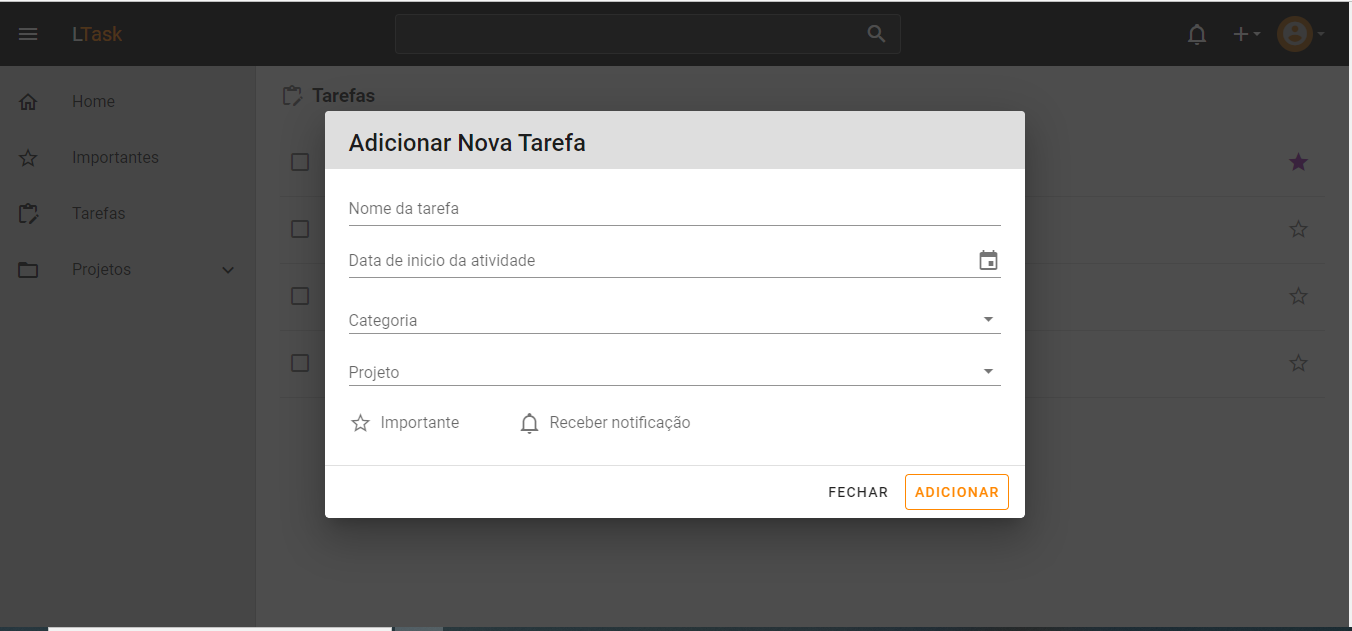 LTask
Home
Importantes
Tarefas
Projetos
Tarefas
Adicionar Nova Tarefa
Nome da tarefa
Data de inicio da atividade
Categoria
Projeto
Importante
Receber notificação
FECHAR
ADICIONAR